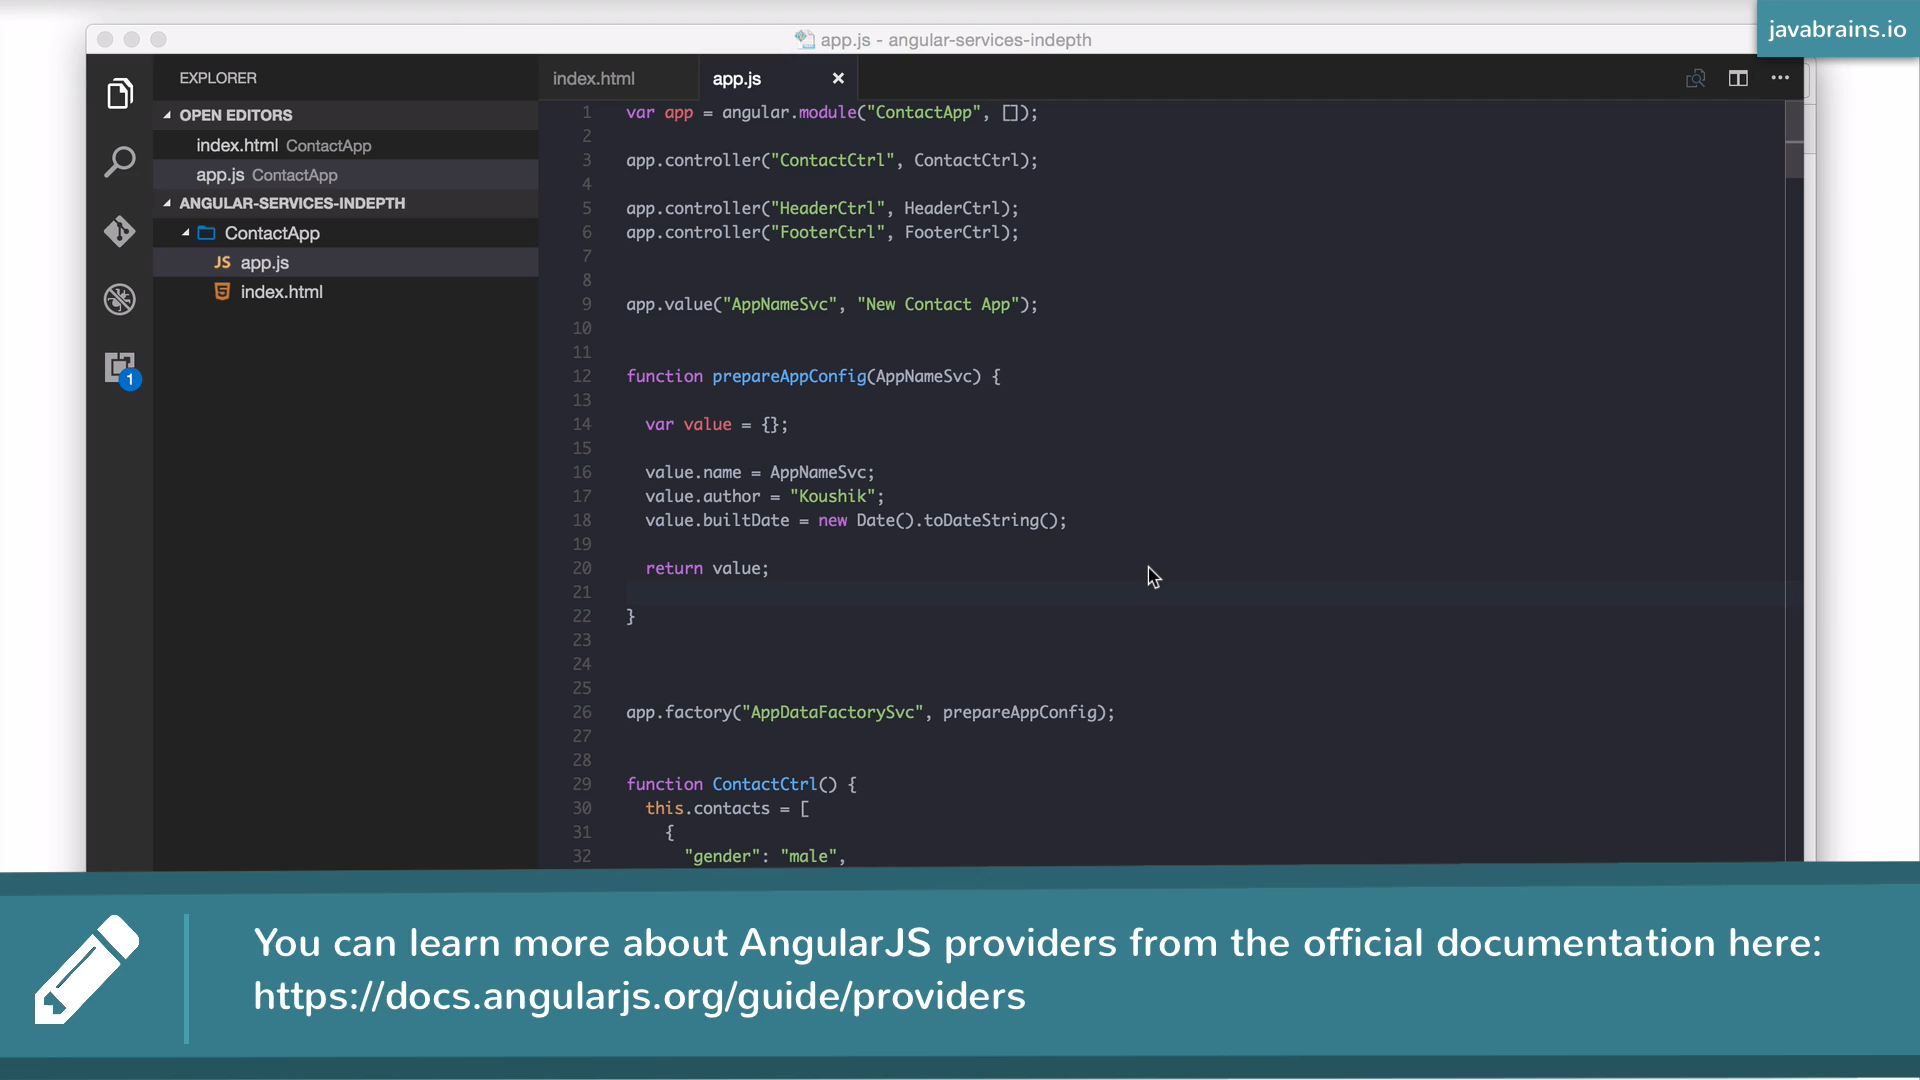 javabrains.io
app.js - angular-services-indepth
EXPLORER
index.html
app.js
OPEN EDITORS
index.html ContactApp
app.js ContactApp
ANGULAR-SERVICES-INDEPTH
ContactApp
JS app.js
index.html
1
1 var app = angular.module("ContactApp", []);
2
3 app.controller("ContactCtrl", ContactCtrl);
4
5 app.controller("HeaderCtrl", HeaderCtrl);
6 app.controller("FooterCtrl", FooterCtrl);
7
8
9 app.value("AppNameSvc", "New Contact App");
10
11
12 function prepareAppConfig(AppNameSvc) {
13
14 var value = {};
15
16 value.name = AppNameSvc;
17 value.author = "Koushik";
18 value.builtDate = new Date().toDateString();
19
20 return value;
21
22 }
23
24
25
26 app.factory("AppDataFactorySvc", prepareAppConfig);
27
28
29 function ContactCtrl() {
30 this.contacts = [
31 {
32 "gender": "male",
You can learn more about AngularJS providers from the official documentation here:
https://docs.angularjs.org/guide/providers